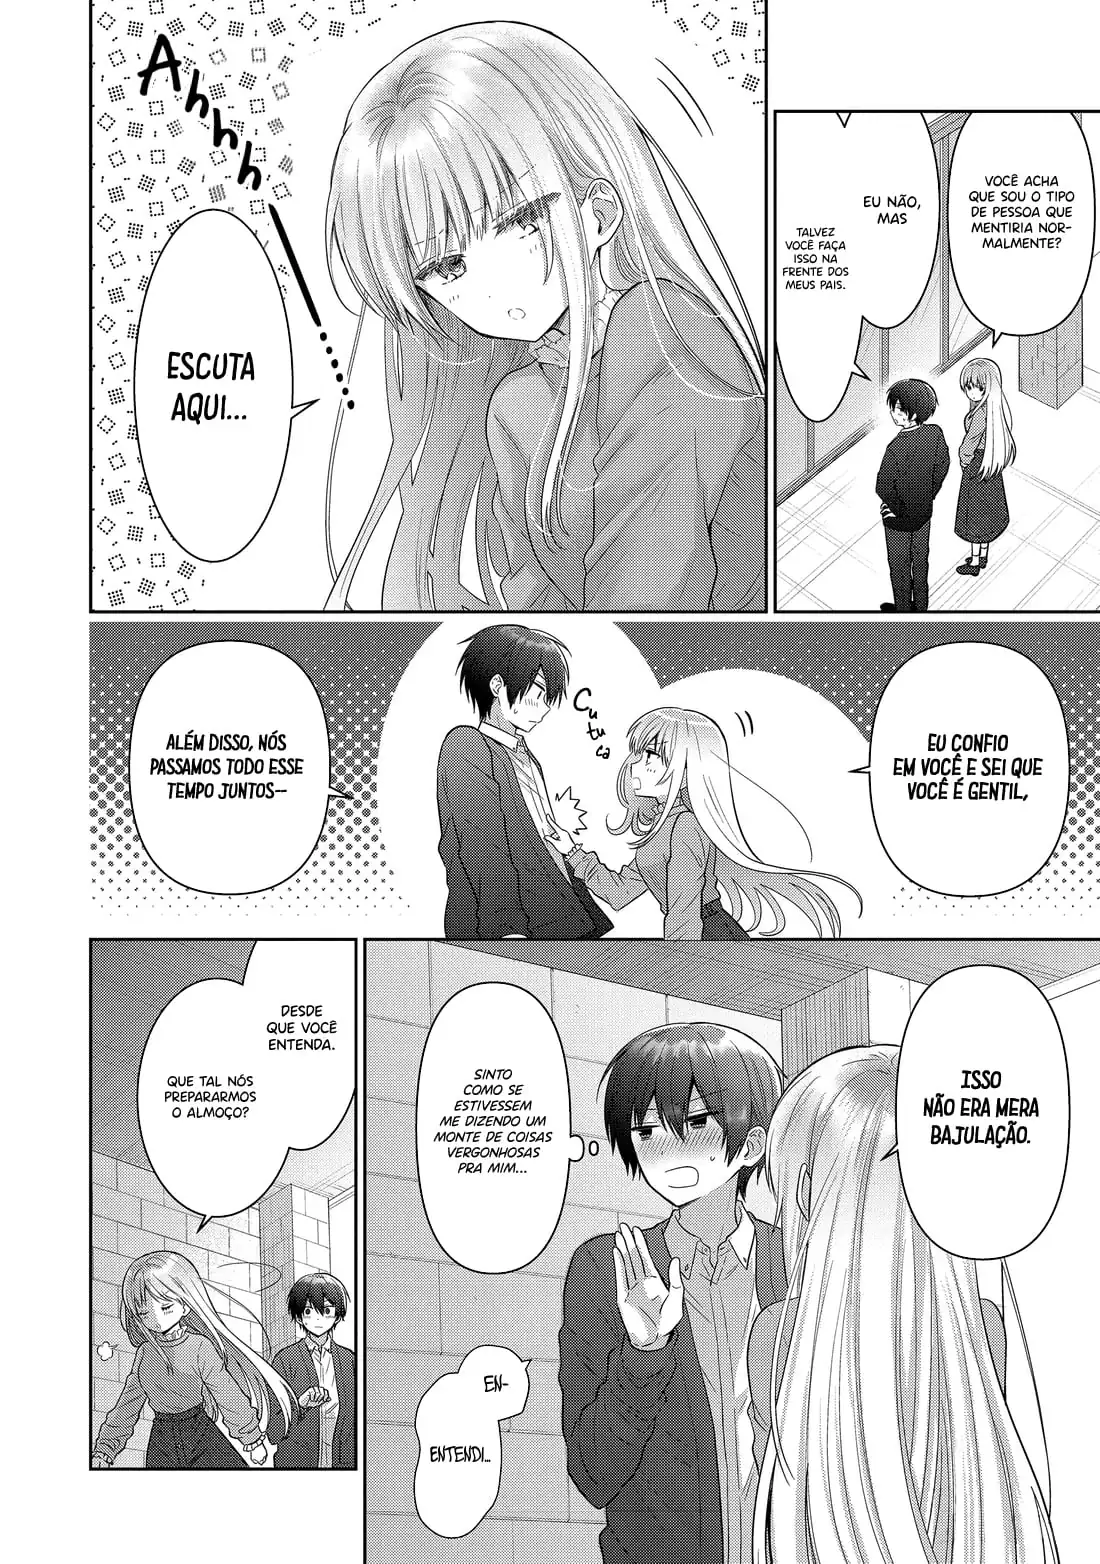 VOCÊ ACHA
QUE SOU O TIPO
DE PESSOA QUE
MENTIRIA NOR-
MALMENTE?
EU NÃO,
MAS
TALVEZ
VOCÊ FAÇA
ISSO NA
FRENTE DOS
MEUS PAIS.
Ahhh......
ESCUTA
AQUI...
EU CONFIO
EM VOCÊ E SEI QUE
VOCÊ É GENTIL,
Cutuca
ALÉM DISSO, NÓS
PASSAMOS TODO ESSE
TEMPO JUNTOS--
ISSO
NÃO ERA MERA
BAJULAÇÃO.
SINTO
COMO SE
ESTIVESSEM
ME DIZENDO UM
MONTE DE COISAS
VERGONHOSAS
PRA MIM...
EN-
ENTENDI...
DESDE
QUE VOCÊ
ENTENDA.
QUE TAL NÓS
PREPARARMOS
O ALMOÇO?